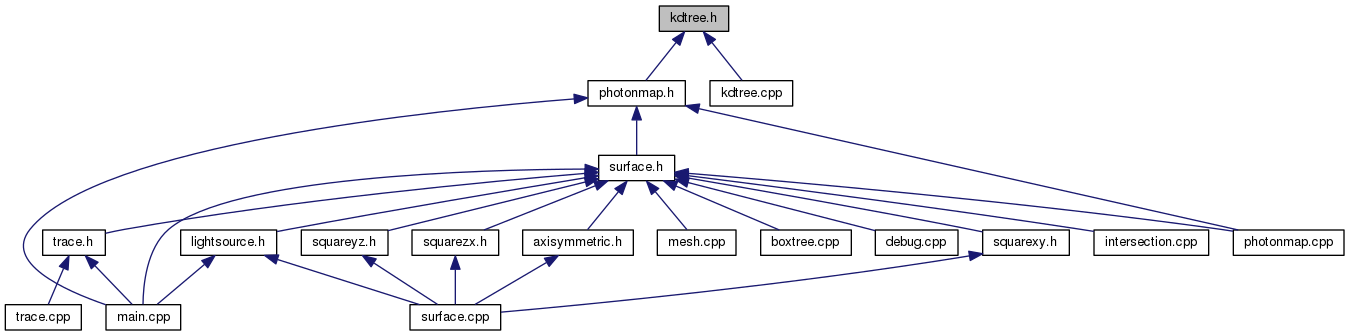 kdtree.h
photonmap.h
kdtree.cpp
surface.h
trace.h
lightsource.h
squareyz.h
squarezx.h
axisymmetric.h
mesh.cpp
boxtree.cpp
debug.cpp
squarexy.h
intersection.cpp
photonmap.cpp
trace.cpp
main.cpp
surface.cpp